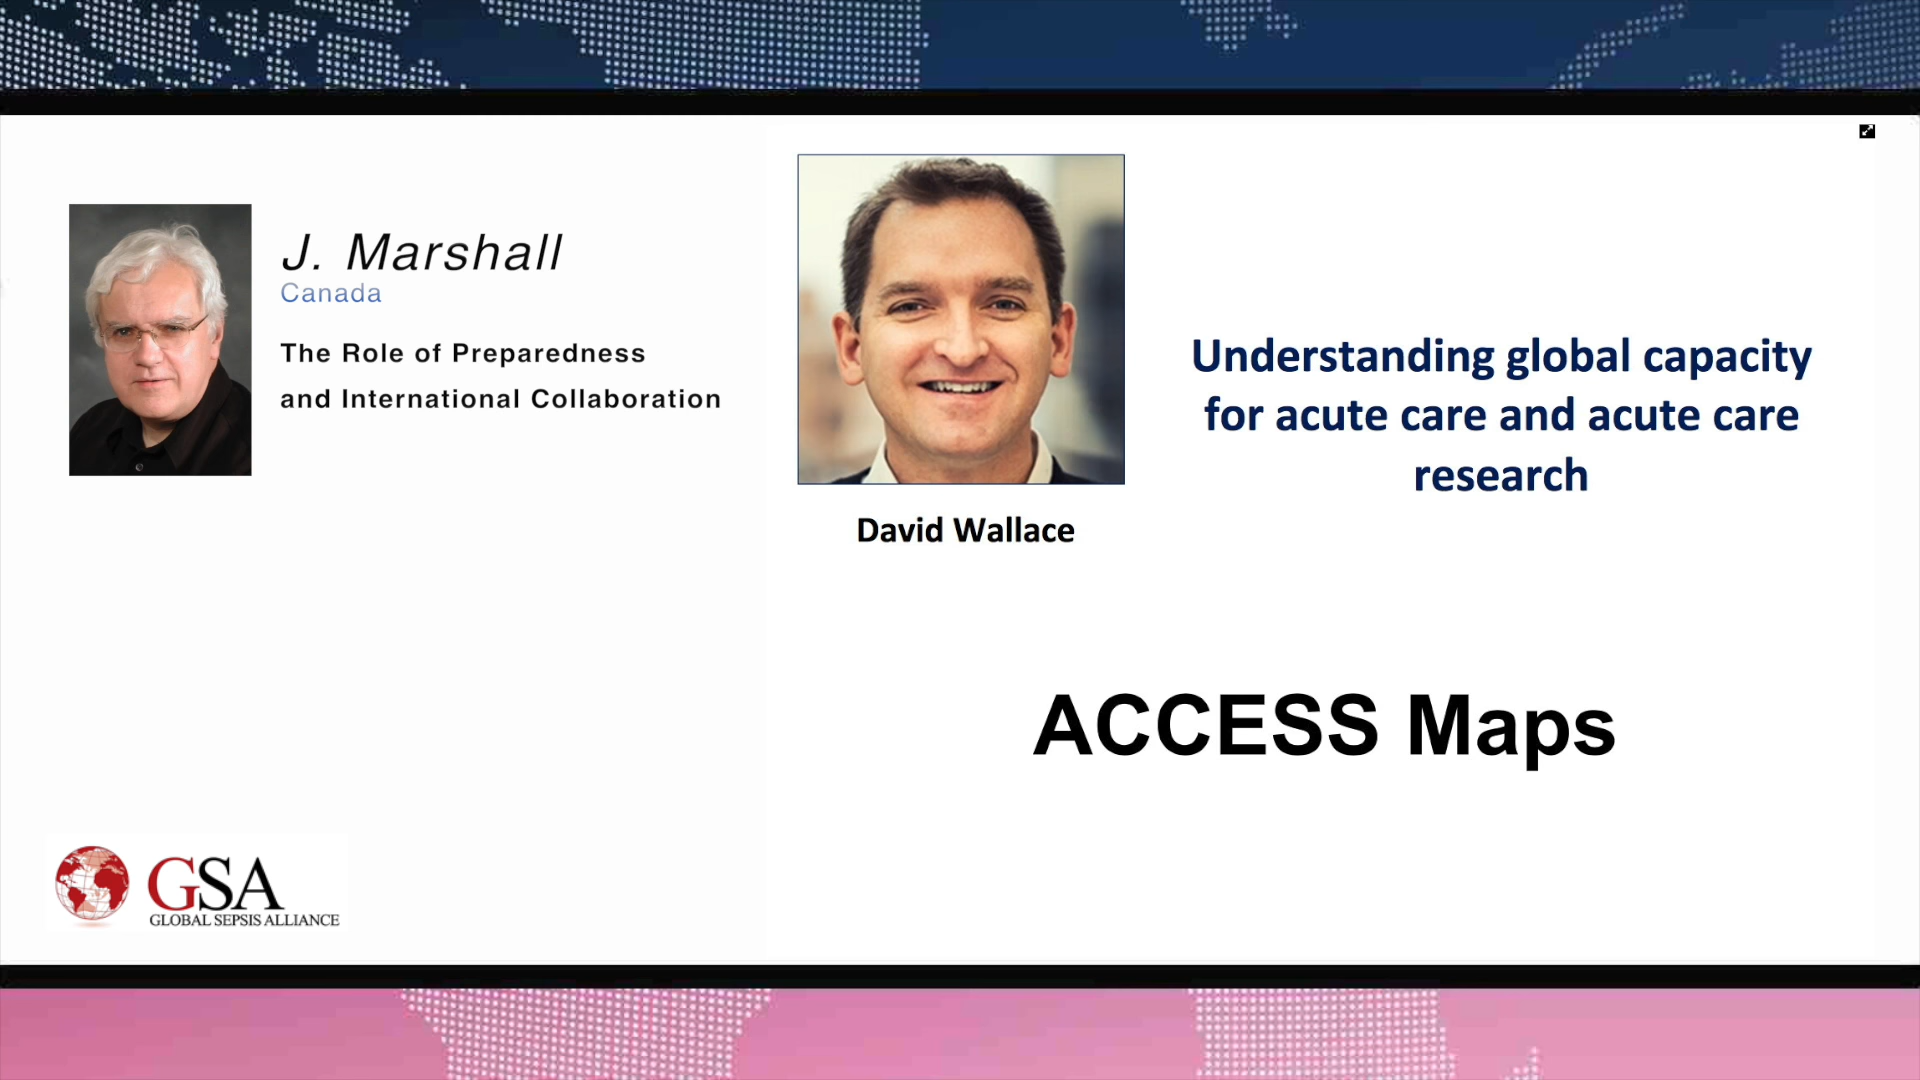 J. Marshall
Canada
The Role of Preparedness
and International Collaboration
David Wallace
Understanding global capacity
for acute care and acute care
research
ACCESS Maps
GSA
GLOBAL SEPSIS ALLIANCE